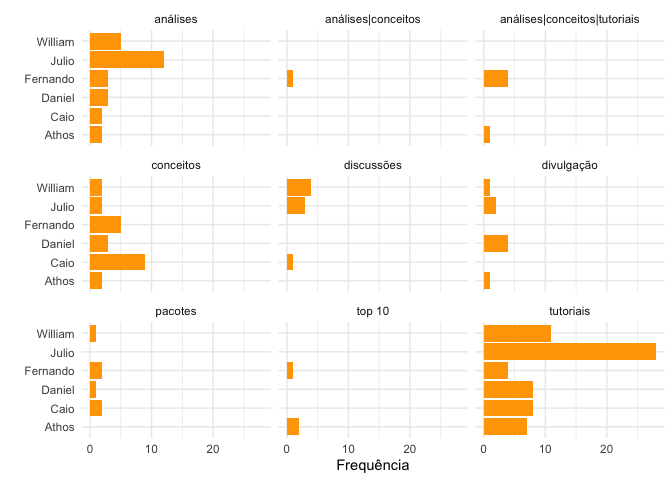 análises análises|conceitos análises|conceitos|tutoriais
William
Julio
Fernando
Daniel
Caio
Athos
conceitos discussões divulgação
William
Julio
Fernando
Daniel
Caio
Athos
pacotes top 10 tutoriais
William
Julio
Fernando
Daniel
Caio
Athos
0 10 20 0 10 20 0 10 20
Frequência